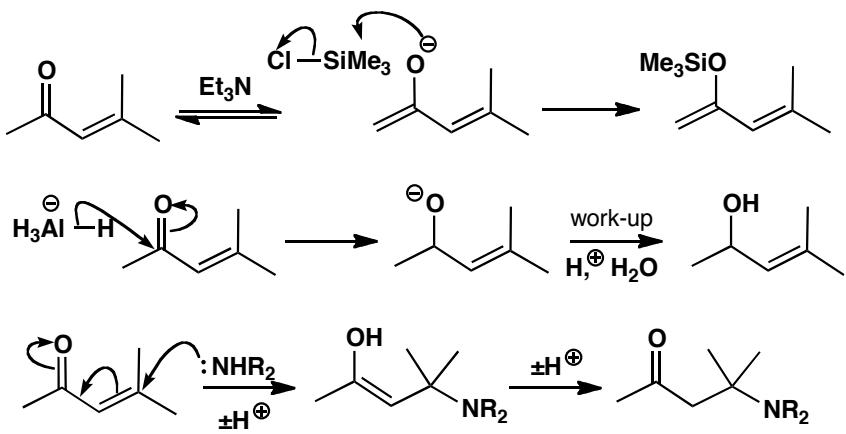 O
Et₃N
Cl SiMe₃ O⊖
Me₃SiO
H₃Al⊖ H O
⊖O
work-up
H,⊕ H₂O
OH
O
:NHR₂
±H⊕
OH
NR₂
±H⊕
O
NR₂